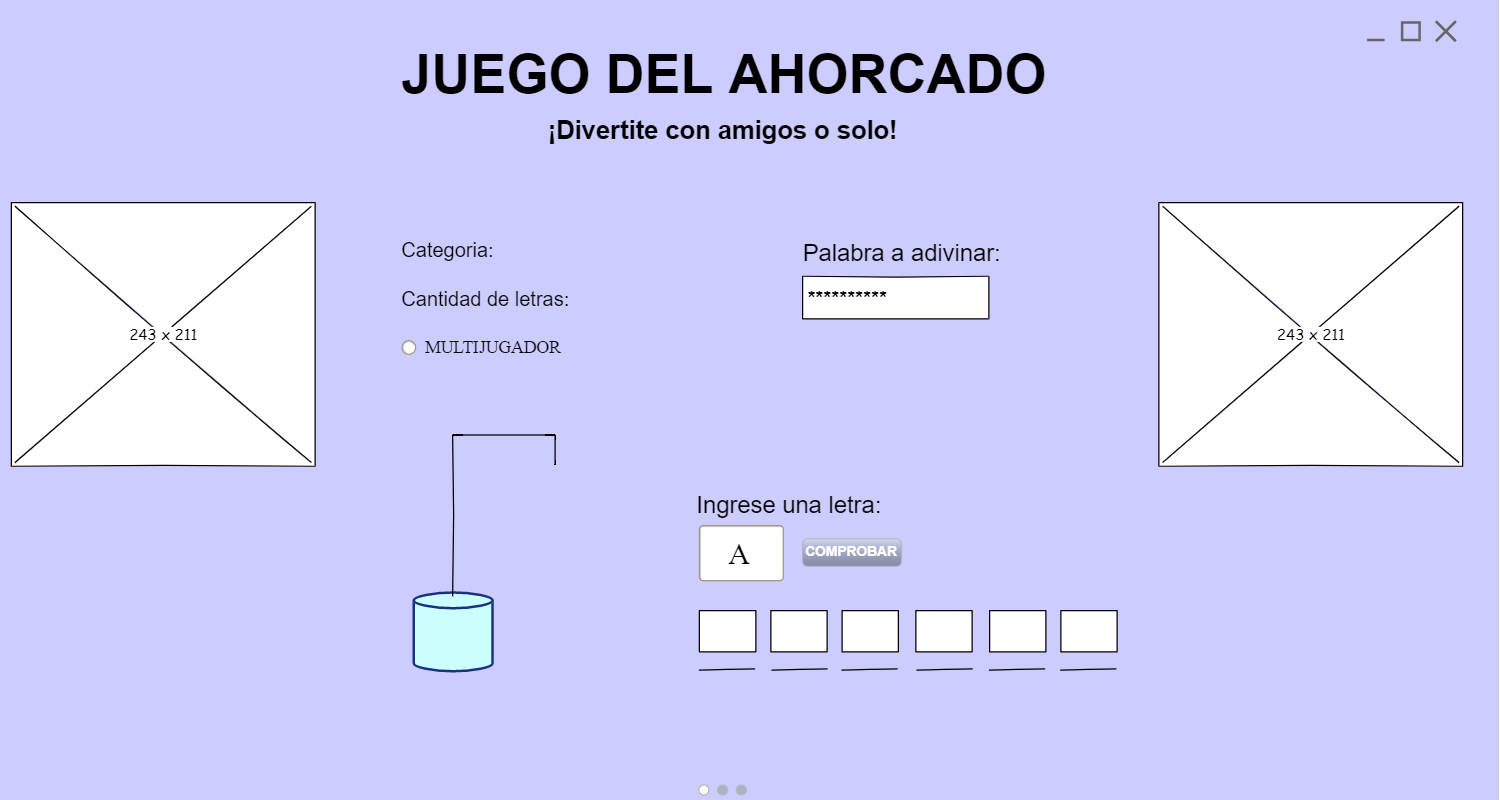 JUEGO DEL AHORCADO
¡Divertite con amigos o solo!
Categoria:
Palabra a adivinar:
**********
Cantidad de letras:
243 x 211
243 x 211
MULTIJUGADOR
Ingrese una letra:
A
COMPROBAR